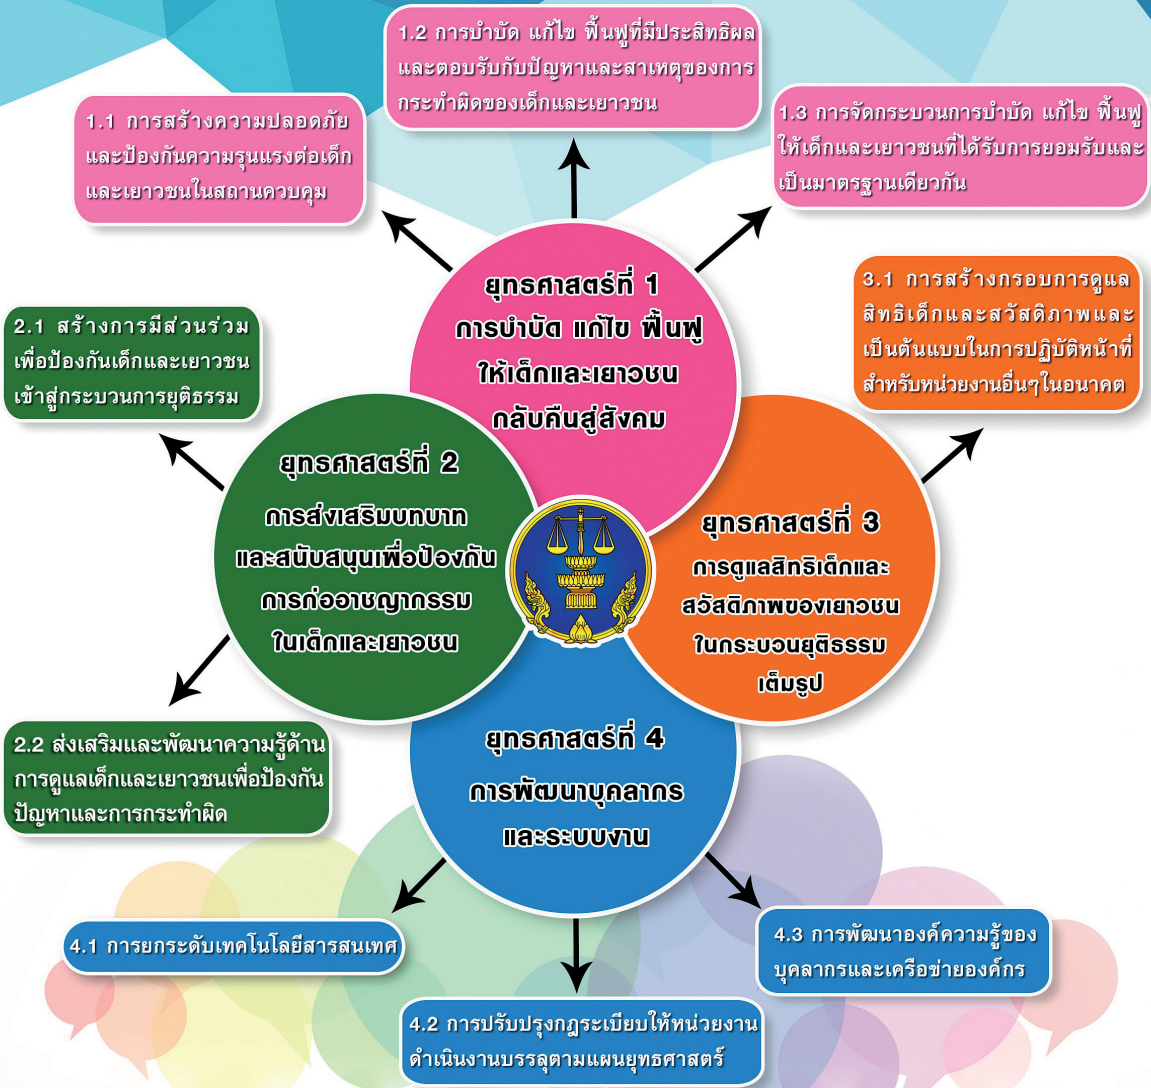 1.2 การบำบัด แก้ไข ฟื้นฟูที่มีประสิทธิผล
และตอบรับกับปัญหาและสาเหตุของการ
กระทำผิดของเด็กและเยาวชน
1.1 การสร้างความปลอดภัย
และป้องกันความรุนแรงต่อเด็ก
และเยาวชนในสถานควบคุม
1.3 การจัดกระบวนการบำบัด แก้ไข ฟื้นฟู
ให้เด็กและเยาวชนที่ได้รับการยอมรับและ
เป็นมาตรฐานเดียวกัน
ยุทธศาสตร์ที่ 1
การบำบัด แก้ไข ฟื้นฟู
ให้เด็กและเยาวชน
กลับคืนสู่สังคม
3.1 การสร้างกรอบการดูแล
สิทธิเด็กและสวัสดิภาพและ
เป็นต้นแบบในการปฏิบัติหน้าที่
สำหรับหน่วยงานอื่นๆในอนาคต
2.1 สร้างการมีส่วนร่วม
เพื่อป้องกันเด็กและเยาวชน
เข้าสู่กระบวนการยุติธรรม
ยุทธศาสตร์ที่ 2
การส่งเสริมบทบาท
และสนับสนุนเพื่อป้องกัน
การก่ออาชญากรรม
ในเด็กและเยาวชน
ยุทธศาสตร์ที่ 3
การดูแลสิทธิเด็กและ
สวัสดิภาพของเยาวชน
ในกระบวนยุติธรรม
เต็มรูป
2.2 ส่งเสริมและพัฒนาความรู้ด้าน
การดูแลเด็กและเยาวชนเพื่อป้องกัน
ปัญหาและการกระทำผิด
ยุทธศาสตร์ที่ 4
การพัฒนาบุคลากร
และระบบงาน
4.1 การยกระดับเทคโนโลยีสารสนเทศ
4.3 การพัฒนาองค์ความรู้ของ
บุคลากรและเครือข่ายองค์กร
4.2 การปรับปรุงกฎระเบียบให้หน่วยงาน
ดำเนินงานบรรลุตามแผนยุทธศาสตร์